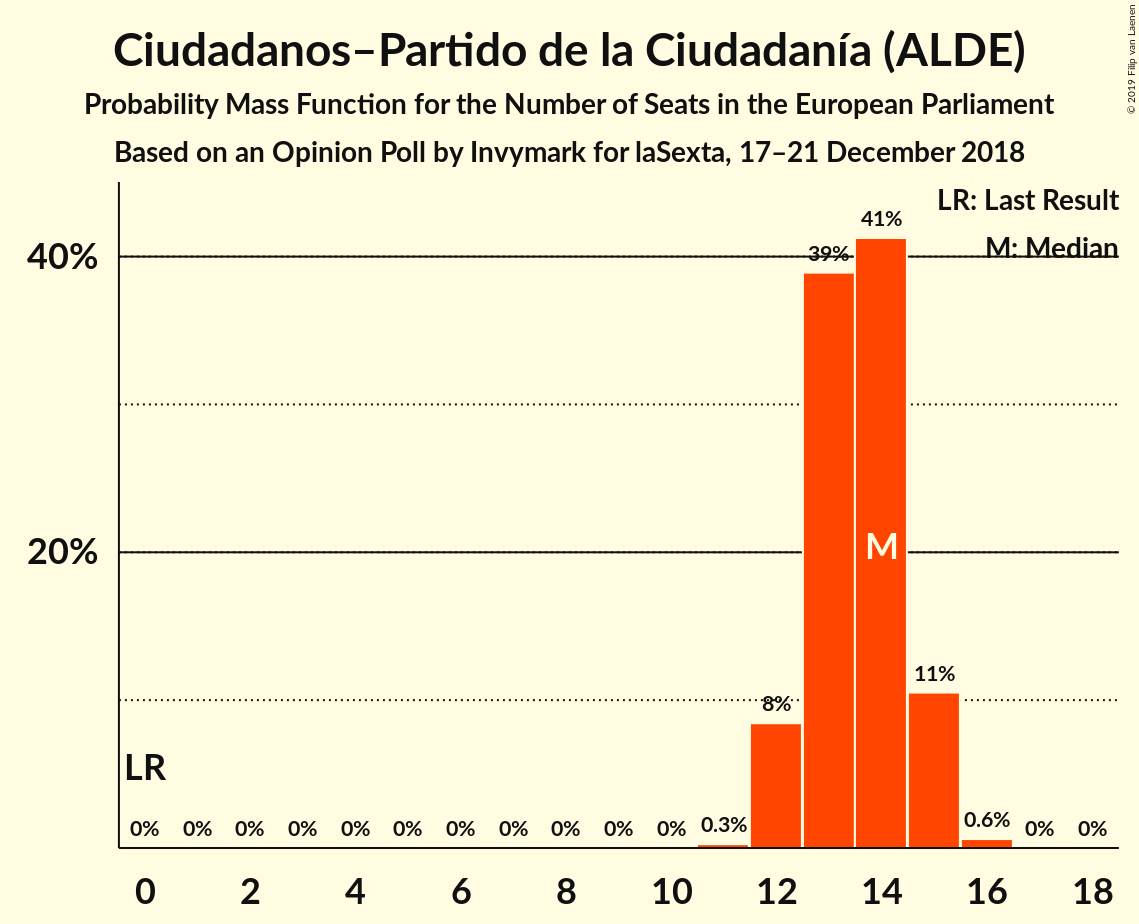 Ciudadanos–Partido de la Ciudadanía (ALDE)
Probability Mass Function for the Number of Seats in the European Parliament
Based on an Opinion Poll by Invymark for laSexta, 17–21 December 2018
© 2019 Filip van Laenen
LR: Last Result
M: Median
40%
20%
41%
39%
M
11%
8%
LR
0% 0% 0% 0% 0% 0% 0% 0% 0% 0% 0% 0.3% 0.6% 0% 0%
0 2 4 6 8 10 12 14 16 18